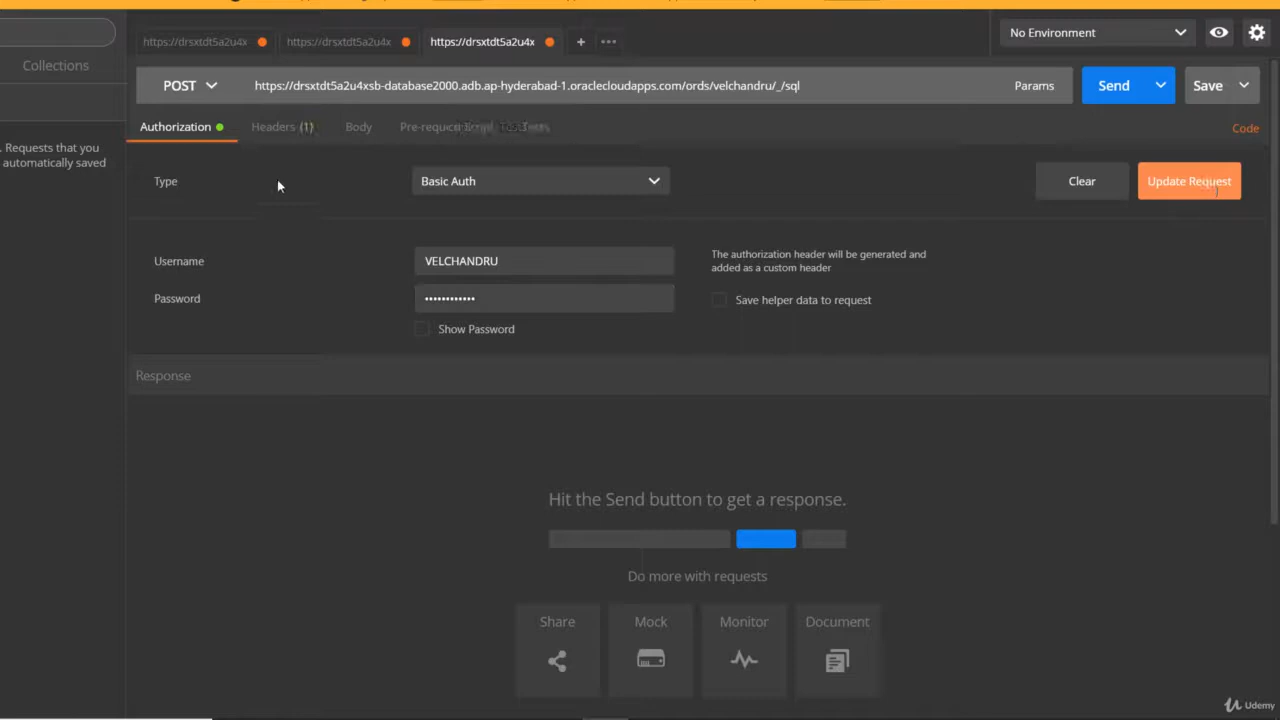 https://drsxtdt5a2u4x https://drsxtdt5a2u4x https://drsxtdt5a2u4x
No Environment
Collections
POST https://drsxtdt5a2u4xsb-database2000.adb.ap-hyderabad-1.oraclecloudapps.com/ords/velchandru/_/sql Params Send Save
Authorization Headers (1) Body Code
. Requests that you
automatically saved
Type Basic Auth Clear Update Request
Username VELCHANDRU
The authorization header will be generated and
added as a custom header
Password ••••••••••••
Save helper data to request
Show Password
Response
Hit the Send button to get a response.
Do more with requests
Share Mock Monitor Document
Udemy